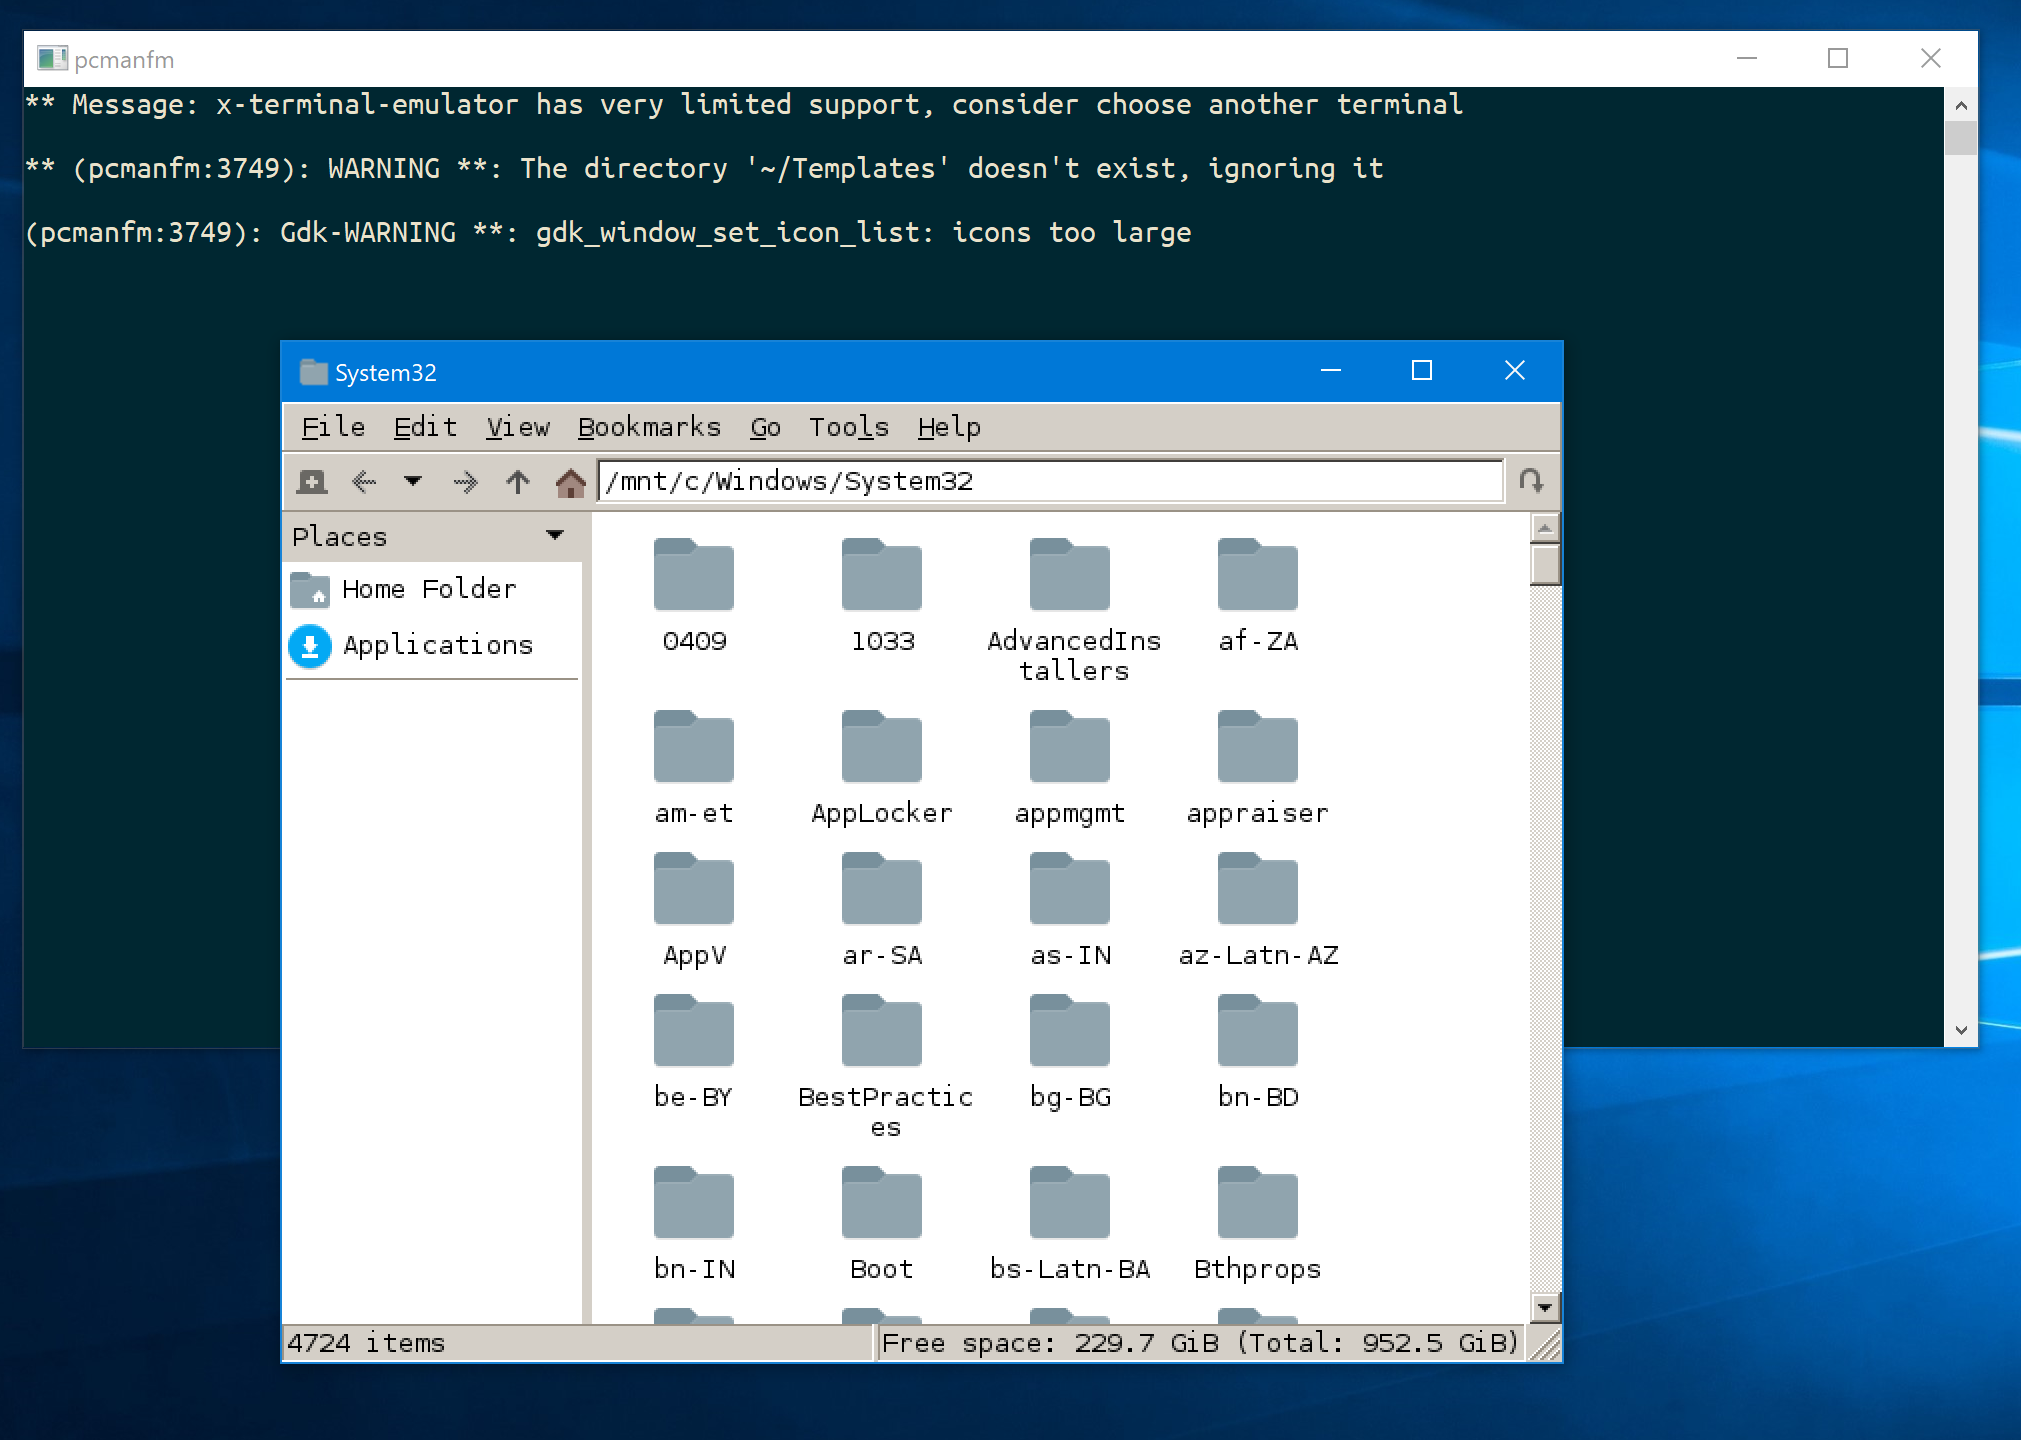 pcmanfm
** Message: x-terminal-emulator has very limited support, consider choose another terminal
** (pcmanfm:3749): WARNING **: The directory '~/Templates' doesn't exist, ignoring it
(pcmanfm:3749): Gdk-WARNING **: gdk_window_set_icon_list: icons too large
System32
File Edit View Bookmarks Go Tools Help
/mnt/c/Windows/System32
Places
Home Folder
Applications
0409 1033 AdvancedIns af-ZA
tallers
am-et AppLocker appmgmt appraiser
AppV ar-SA as-IN az-Latn-AZ
be-BY BestPractic bg-BG bn-BD
es
bn-IN Boot bs-Latn-BA Bthprops
4724 items Free space: 229.7 GiB (Total: 952.5 GiB)